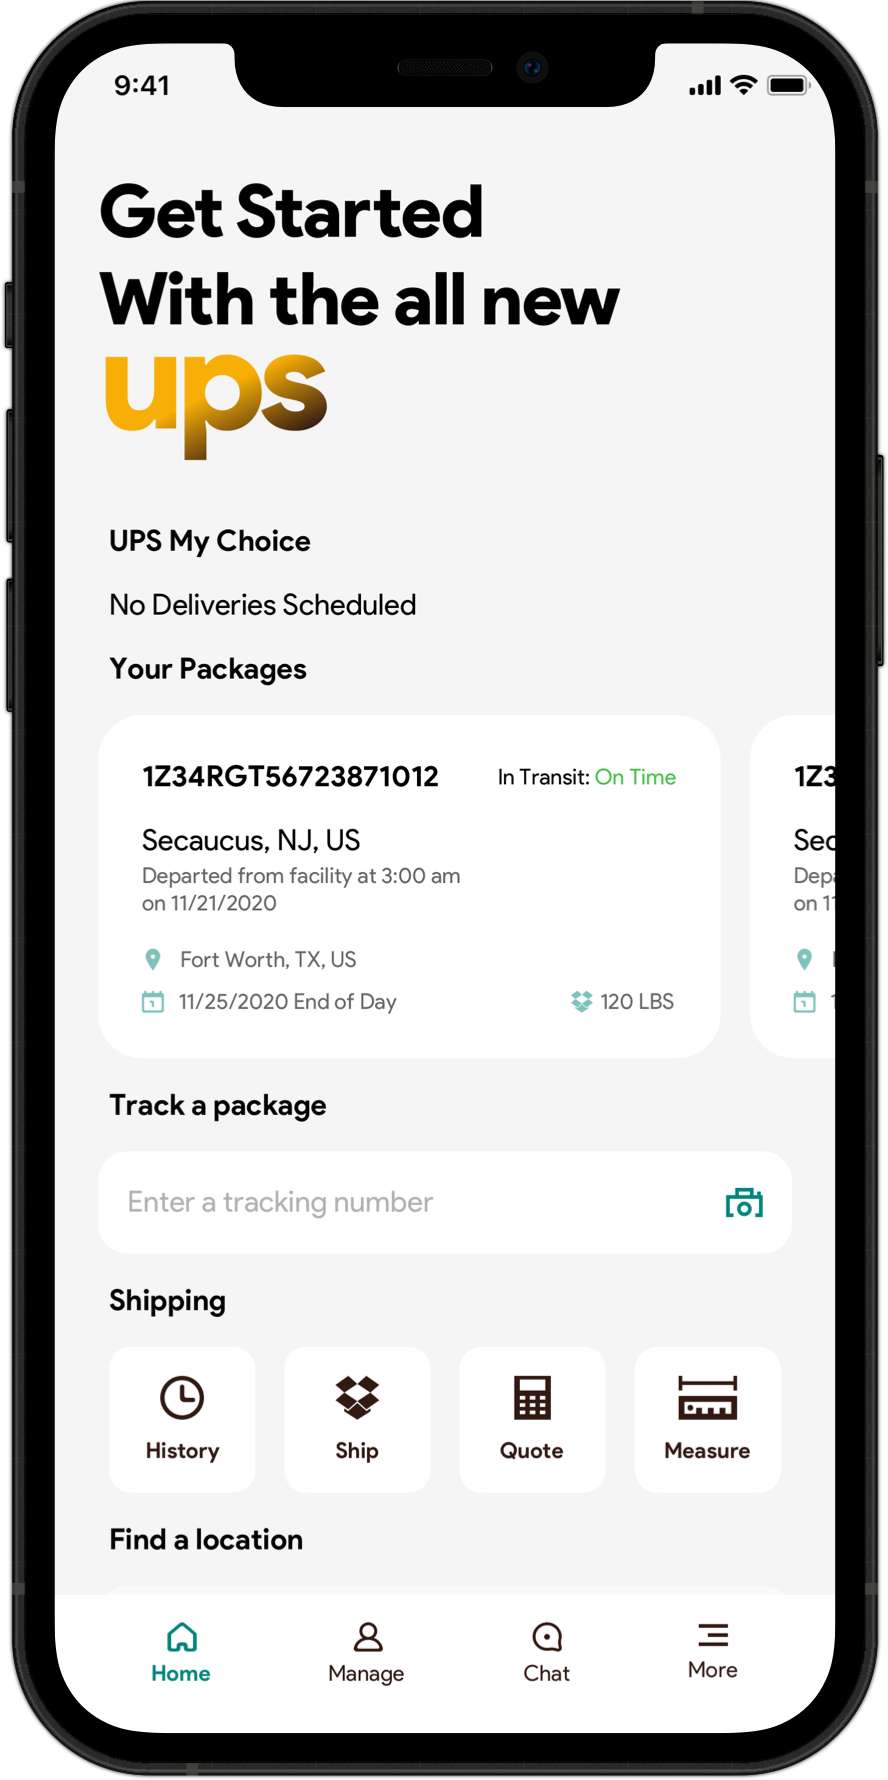 9:41
Get Started
With the all new
ups
UPS My Choice
No Deliveries Scheduled
Your Packages
1Z34RGT56723871012 In Transit: On Time
Secaucus, NJ, US
Departed from facility at 3:00 am
on 11/21/2020
Fort Worth, TX, US
11/25/2020 End of Day 120 LBS
1Z3
Sec
Depa
on 11
Track a package
Enter a tracking number
Shipping
History Ship Quote Measure
Find a location
Home Manage Chat More